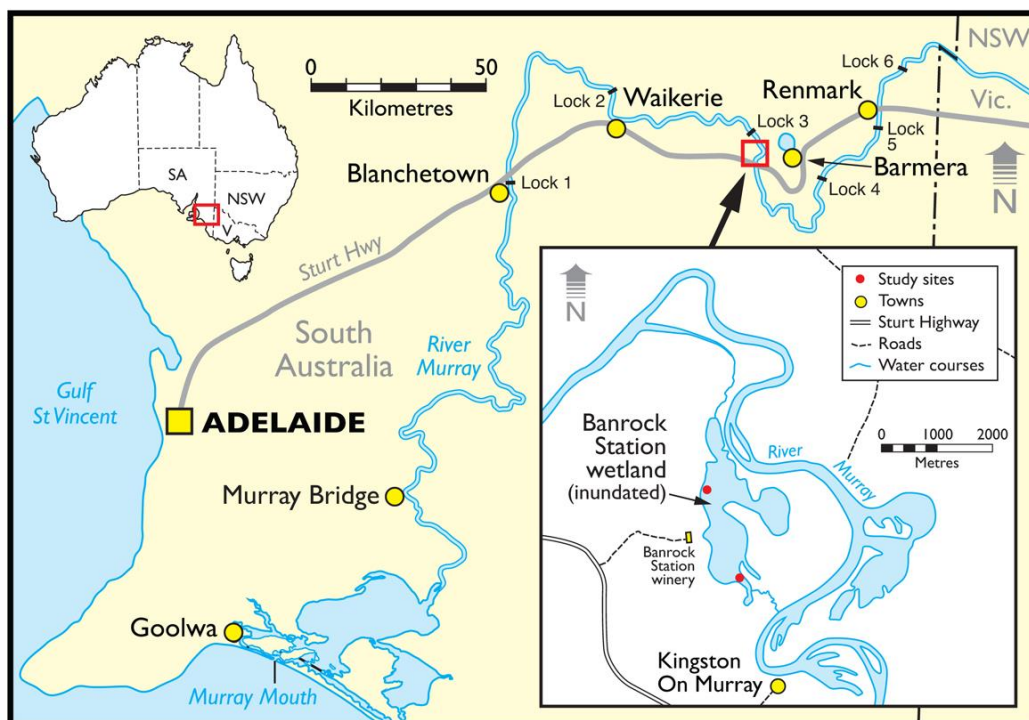 NSW
Lock 6
0
50
Kilometres
Lock 2
Waikerie
Renmark
Vic.
Lock 3
Lock
5
SA
NSW
V
Blanchetown
Lock 1
Barmera
Lock 4
N
Sturt Hwy
South
Australia
River
Murray
Gulf
St Vincent
ADELAIDE
Murray Bridge
Goolwa
Murray Mouth
N
Study sites
Towns
Sturt Highway
Roads
Water courses
Banrock
Station
wetland
(inundated)
River
Murray
0
1000
2000
Metres
Banrock
Station
winery
Kingston
On Murray